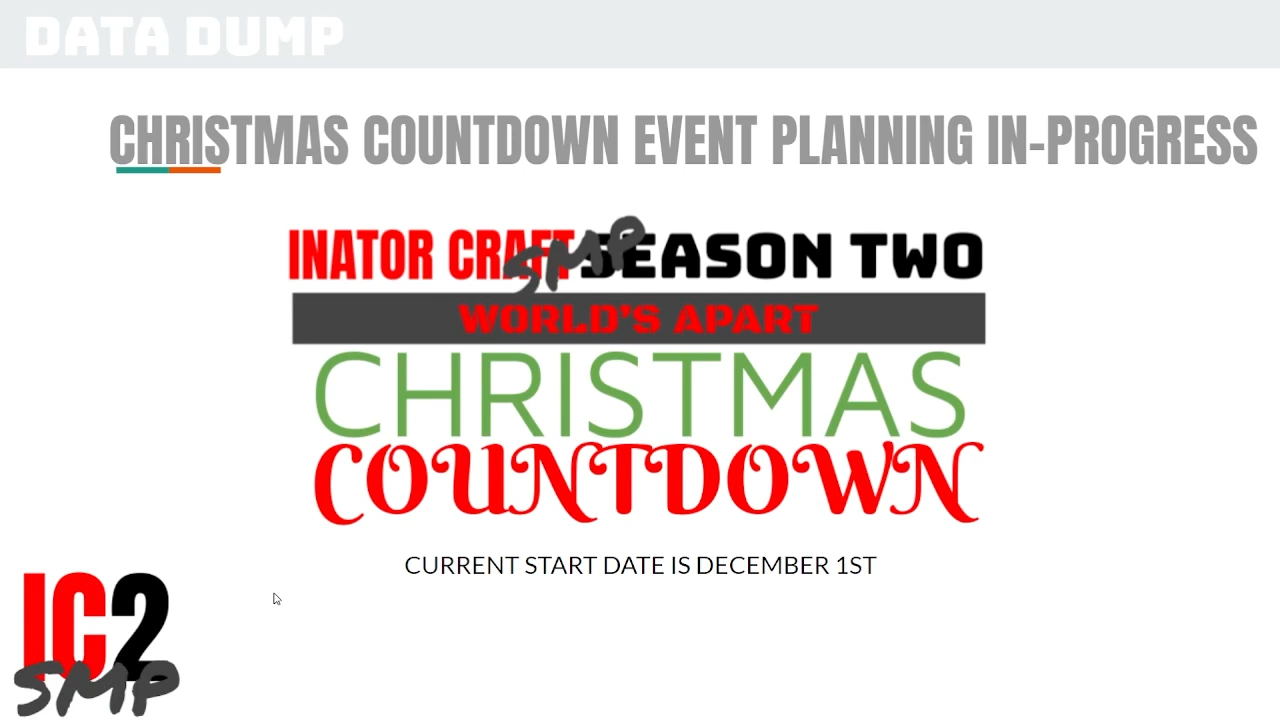 DATA DUMP
CHRISTMAS COUNTDOWN EVENT PLANNING IN-PROGRESS
INATOR CRAFT SMP SEASON TWO
WORLD'S APART
CHRISTMAS
COUNTDOWN
CURRENT START DATE IS DECEMBER 1ST
IC2
SMP